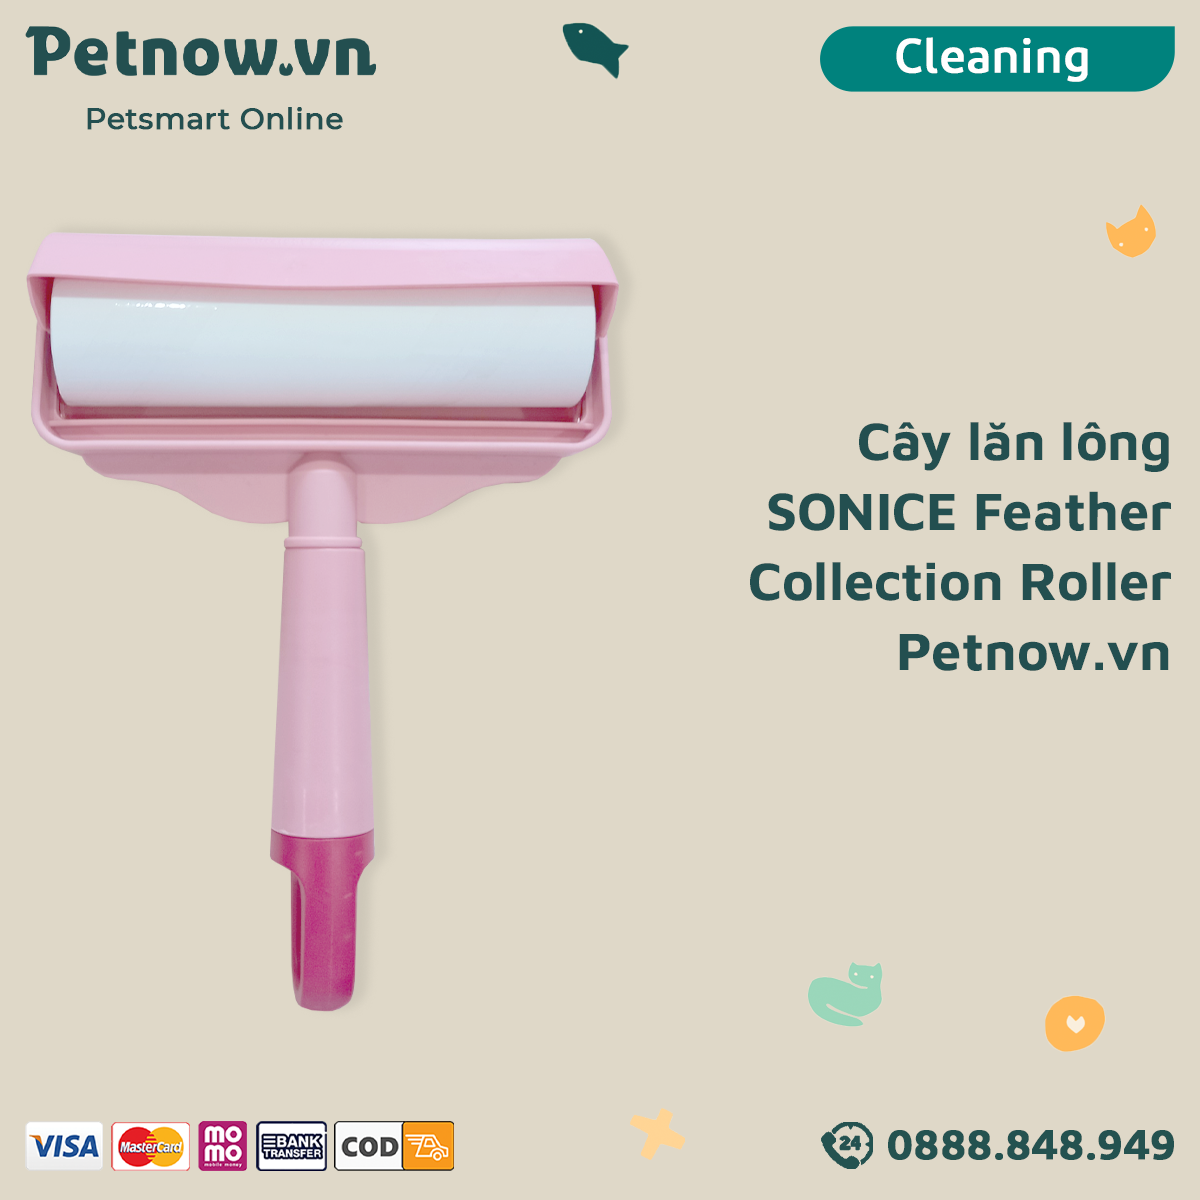 Petnow.vn
Petsmart Online
Cleaning
Cây lăn lông
SONICE Feather
Collection Roller
Petnow.vn
VISA
MasterCard
mo
mo
mobile money
BANK
TRANSFER
COD
24
0888.848.949